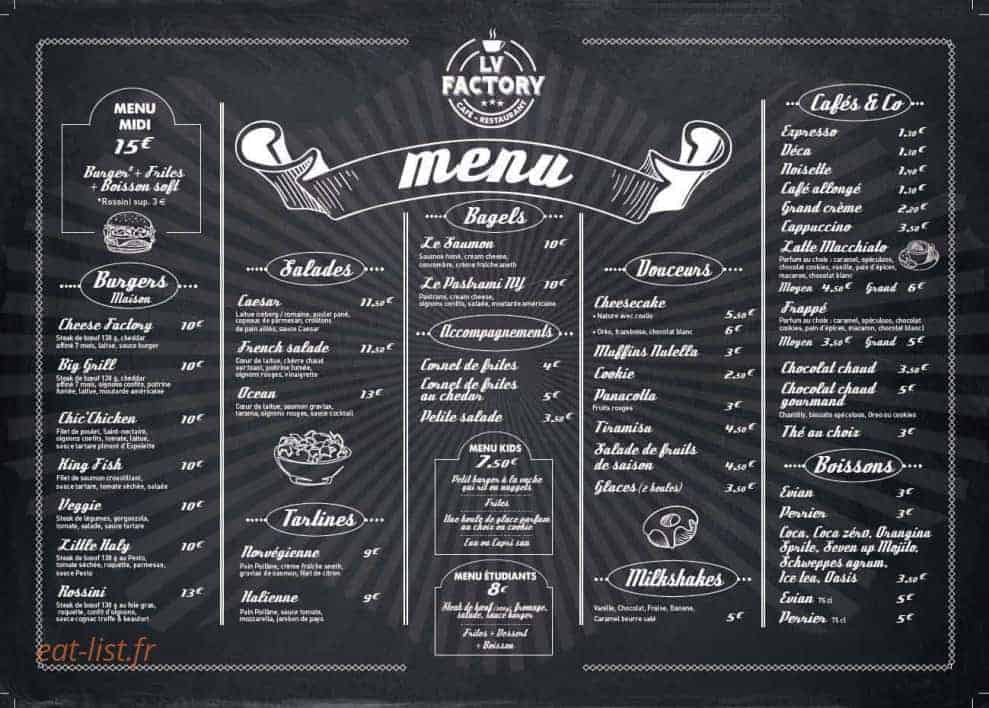 LV
FACTORY
CAFÉ • RESTAURANT
menu
MENU
MIDI
15€
Burger* + Frites
+ Boisson soft
*Rossini sup. 3 €
Burgers
Maison
Cheese Factory 10€
Steak de bœuf 130 g, cheddar
affiné 7 mois, laitue, sauce burger
Big Grill 10€
Steak de bœuf 130 g, cheddar
affiné 7 mois, oignons confits, poitrine
fumée, laitue, moutarde américaine
Chic'Chicken 10€
Filet de poulet, Saint-nectaire,
oignons confits, tomate, laitue,
sauce tartare piment d'Espelette
King Fish 10€
Filet de saumon croustillant,
sauce tartare, tomate séchée, salade
Veggie 10€
Steak de légumes, gorgonzola,
tomate, salade, sauce tartare
Little Italy 10€
Steak de bœuf 130 g au Pesto,
tomate séchée, roquette, parmesan,
sauce Pesto
Rossini 13€
Steak de bœuf 130 g au foie gras,
roquette, confit d'oignons,
sauce cognac truffe & beaufort
eat-list.fr
Salades
Caesar 11,50€
Laitue iceberg / romaine, poulet pané,
copeaux de parmesan, croûtons
de pain aillés, sauce Caesar
French salade 11,50€
Cœur de laitue, chèvre chaud
sur toast, poitrine fumée,
oignons rouges, vinaigrette
Ocean 13€
Cœur de laitue, saumon gravlax,
tarama, oignons rouges, sauce cocktail
Tartines
Norvégienne 9€
Pain Poilâne, crème fraîche aneth,
gravlax de saumon, filet de citron
Italienne 9€
Pain Poilâne, sauce tomate,
mozzarella, jambon de pays
Bagels
Le Saumon 10€
Saumon fumé, cream cheese,
concombre, crème fraîche aneth
Le Pastrami NY 10€
Pastrami, cream cheese,
oignons confits, salade, moutarde américaine
Accompagnements
Cornet de frites 4€
Cornet de frites
au chedar 5€
Petite salade 3,50€
MENU KIDS
7,50€
Petit burger à la vache
qui rit ou nuggets
Frites
Une boule de glace parfum
au choix ou cookie
Eau ou Capri sun
MENU ÉTUDIANTS
8€
Steak de bœuf fromage,
salade, sauce burger
Frites + Dessert
+ Boisson
Douceurs
Cheesecake
• Nature avec coulis 5,50€
• Oréo, framboise, chocolat blanc 6€
Muffins Nutella 3€
Cookie 2,50€
Panacotta
Fruits rouges 3€
Tiramisu 4,50€
Salade de fruits
de saison 4,50€
Glaces (2 boules) 3,50€
Milkshakes
Vanille, Chocolat, Fraise, Banane,
Caramel beurre salé 5€
Cafés & Co
Expresso 1,50€
Déca 1,50€
Noisette 1,50€
Café allongé 1,50€
Grand crème 2,20€
Cappuccino 3,50€
Latte Macchiato
Parfum au choix : caramel, spéculoos,
chocolat cookies, vanille, pain d'épices,
macaron, chocolat blanc
Moyen 4,50€ Grand 6€
Frappé
Parfum au choix : caramel, spéculoos, chocolat
cookies, pain d'épices, macaron, chocolat blanc)
Moyen 3,50€ Grand 5€
Chocolat chaud 3,50€
Chocolat chaud 5€
gourmand
Chantilly, biscuits spéculoos, Oreo ou cookies
Thé au choix 3€
Boissons
Evian 3€
Perrier 3€
Coca, Coca zéro, Orangina
Sprite, Seven up Mojito,
Schweppes agrum,
Ice tea, Oasis 3,50€
Evian 75 cl 5€
Perrier 75 cl 5€